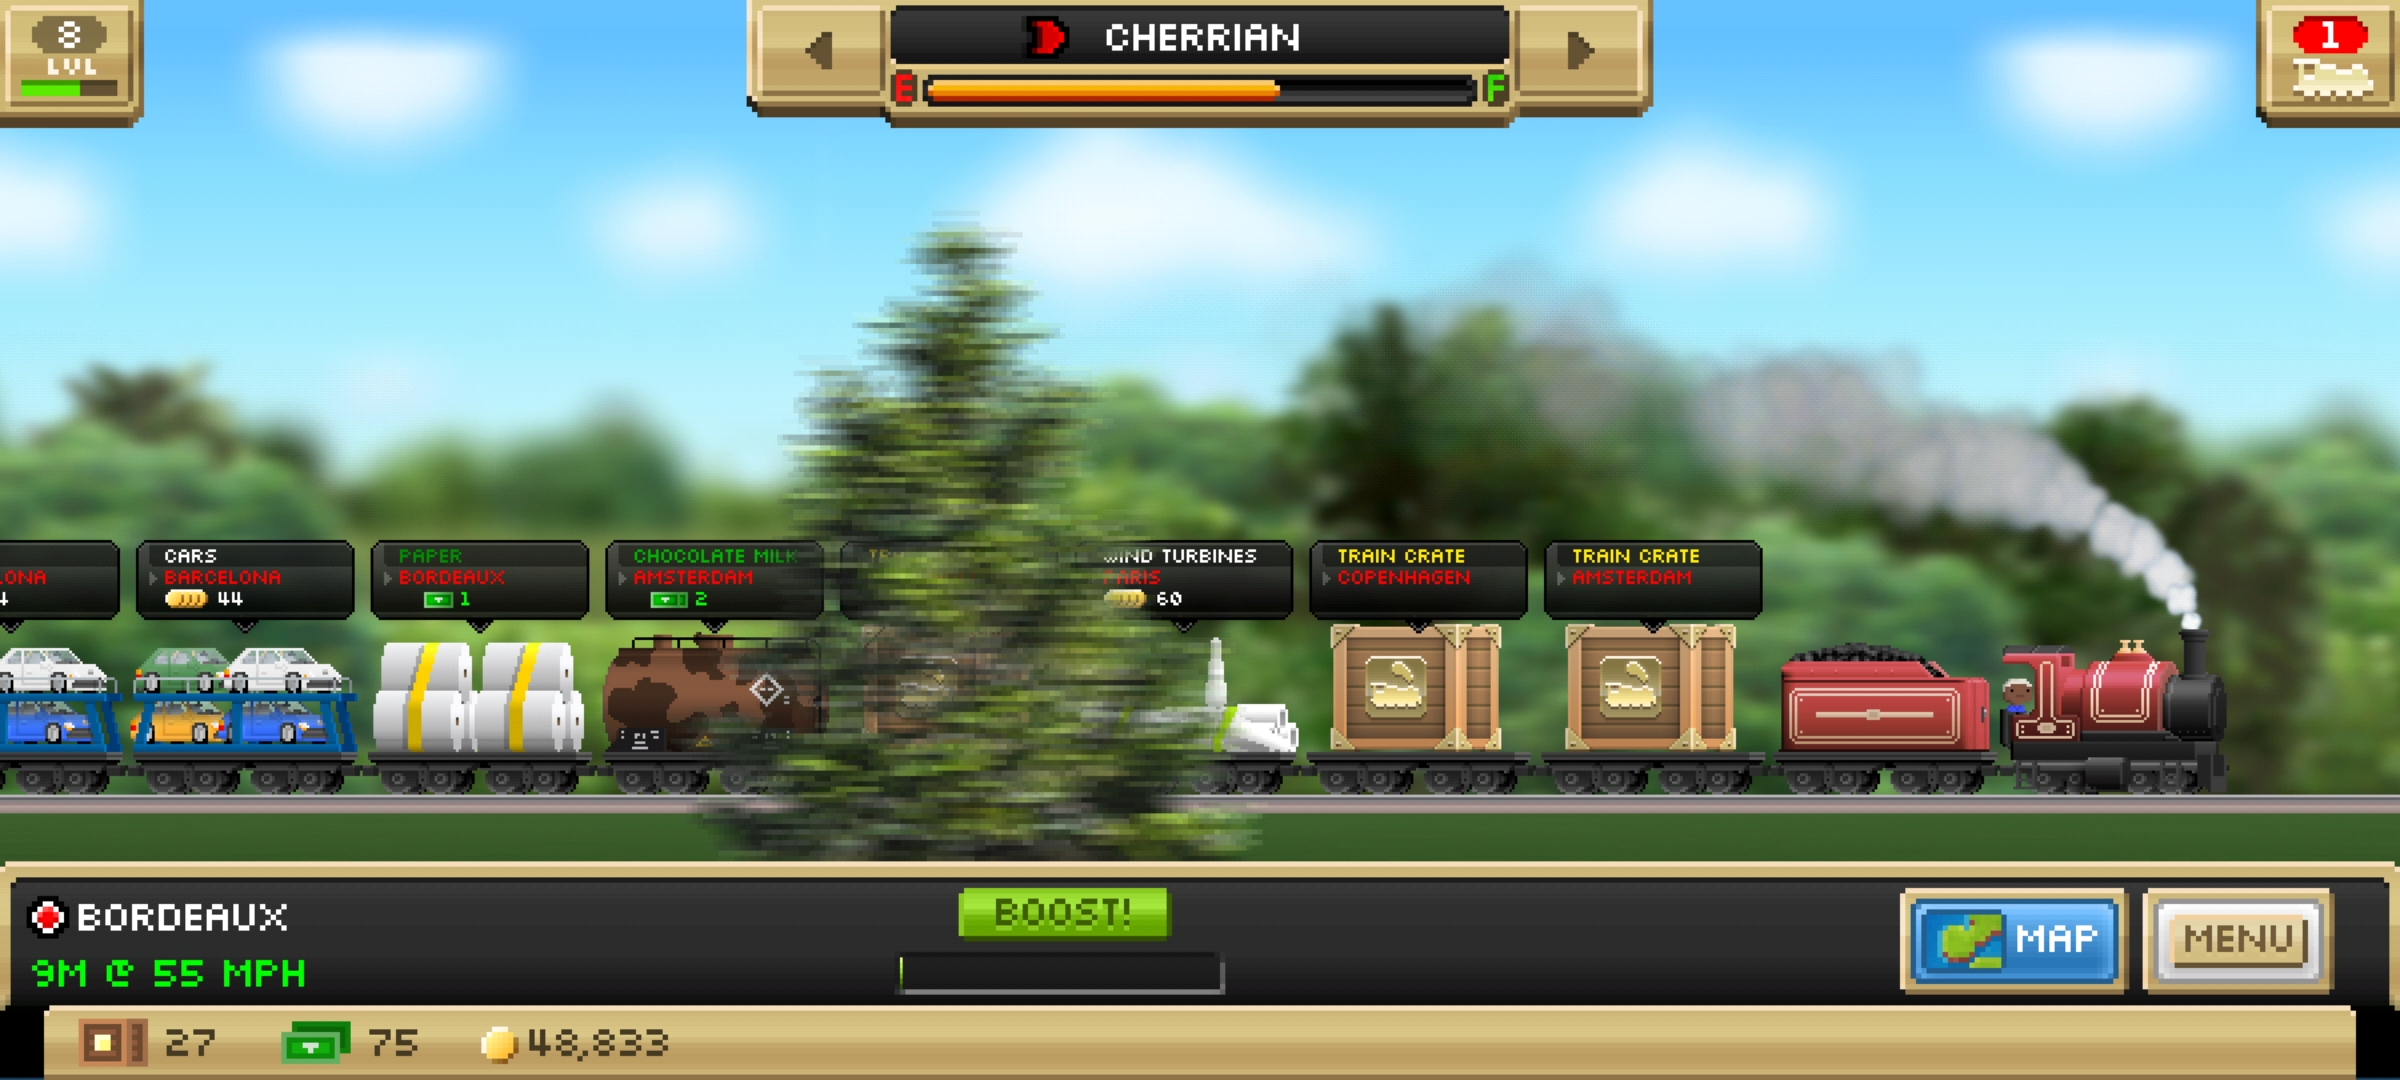 8
LVL
CHERRIAN
E F
1
CARS
BARCELONA
44
PAPER
BORDEAUX
1
CHOCOLATE MILK
AMSTERDAM
2
WIND TURBINES
PARIS
60
TRAIN CRATE
COPENHAGEN
TRAIN CRATE
AMSTERDAM
BORDEAUX
9M @ 55 MPH
BOOST!
MAP
MENU
27
75
48,833